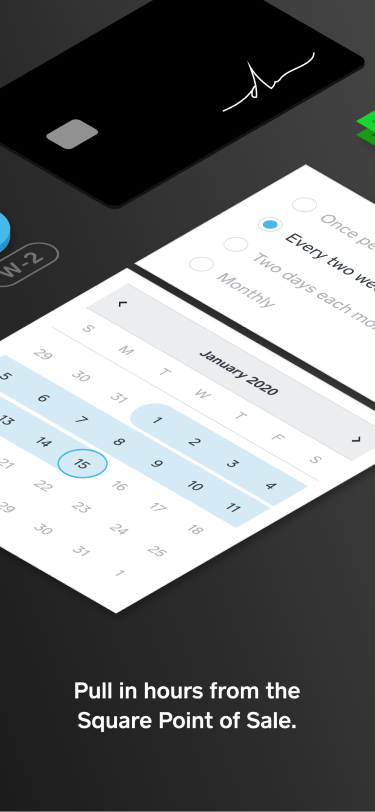 Once pe
Every two wee
Two days each mon
Monthly
W-2
January 2020
S M T W T F S
29 30 31 1 2 3 4
5 6 7 8 9 10 11
13 14 15 16 17 18
21 22 23 24 25
29 30 31 1
Pull in hours from the
Square Point of Sale.